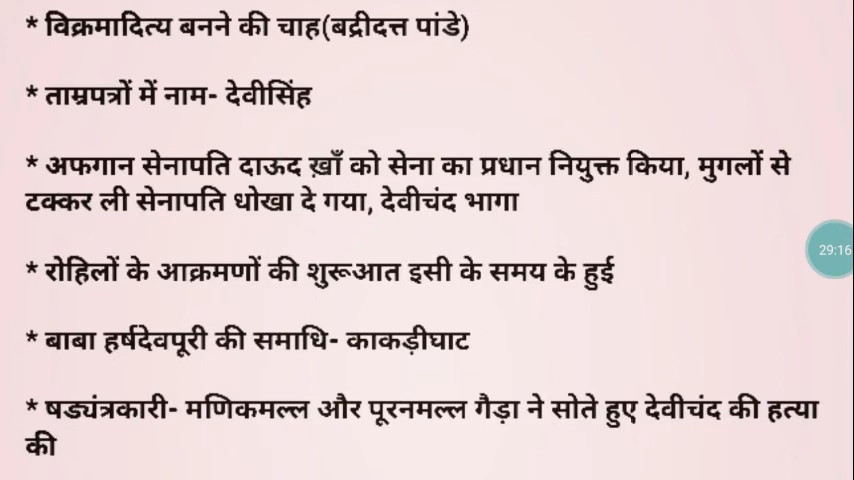 * विक्रमादित्य बनने की चाह(बद्रीदत्त पांडे)
* ताम्रपत्रों में नाम- देवीसिंह
* अफगान सेनापति दाऊद ख़ाँ को सेना का प्रधान नियुक्त किया, मुगलों से
टक्कर ली सेनापति धोखा दे गया, देवीचंद भागा
29:16
* रोहिलों के आक्रमणों की शुरूआत इसी के समय के हुई
* बाबा हर्षदेवपूरी की समाधि- काकड़ीघाट
* षड्यंत्रकारी- मणिकमल्ल और पूरनमल्ल गैड़ा ने सोते हुए देवीचंद की हत्या
की